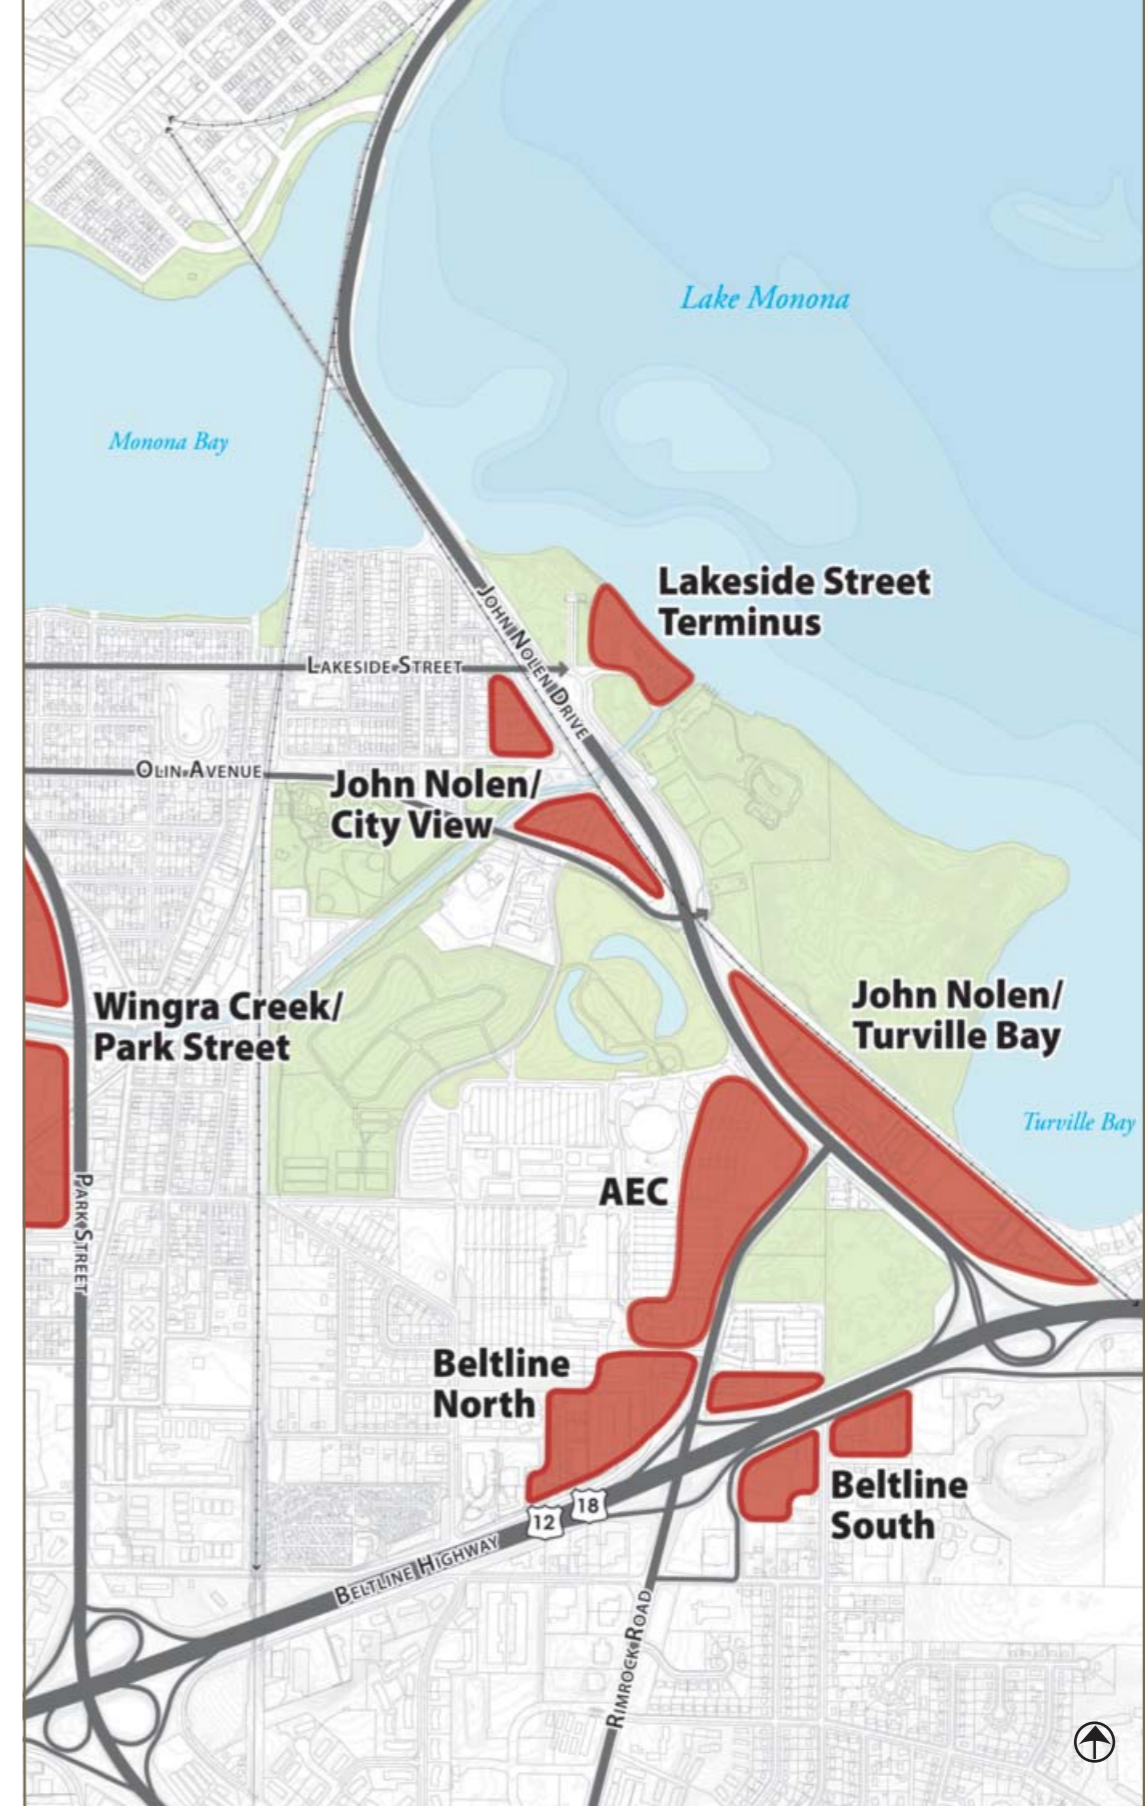 Lake Monona
Monona Bay
Lakeside Street
Terminus
John Nolen Drive
Lakeside Street
Olin Avenue
John Nolen/
City View
Wingra Creek/
Park Street
John Nolen/
Turville Bay
Turville Bay
AEC
Park Street
Beltline
North
Beltline
South
12
18
Beltline Highway
Rimrock Road